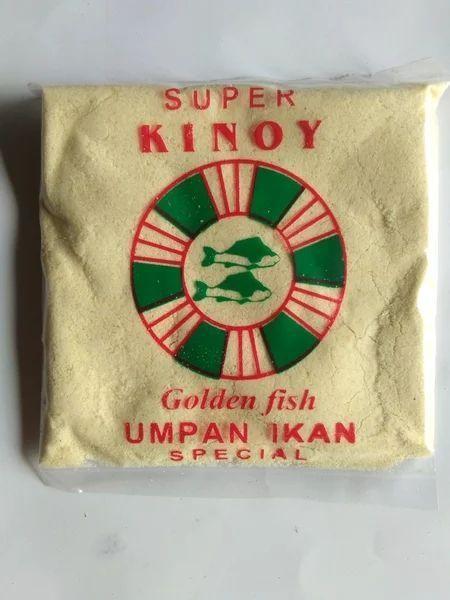 SUPER
KINOY
Golden fish
UMPAN IKAN
SPECIAL